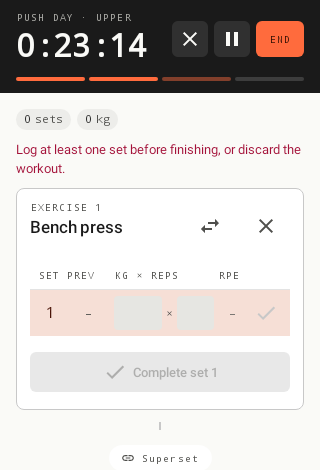 PUSH DAY · UPPER
0:23:14
END
0 sets
0 kg
Log at least one set before finishing, or discard the
workout.
EXERCISE 1
Bench press
SET PREV KG × REPS RPE
1 – × –
Complete set 1
Superset